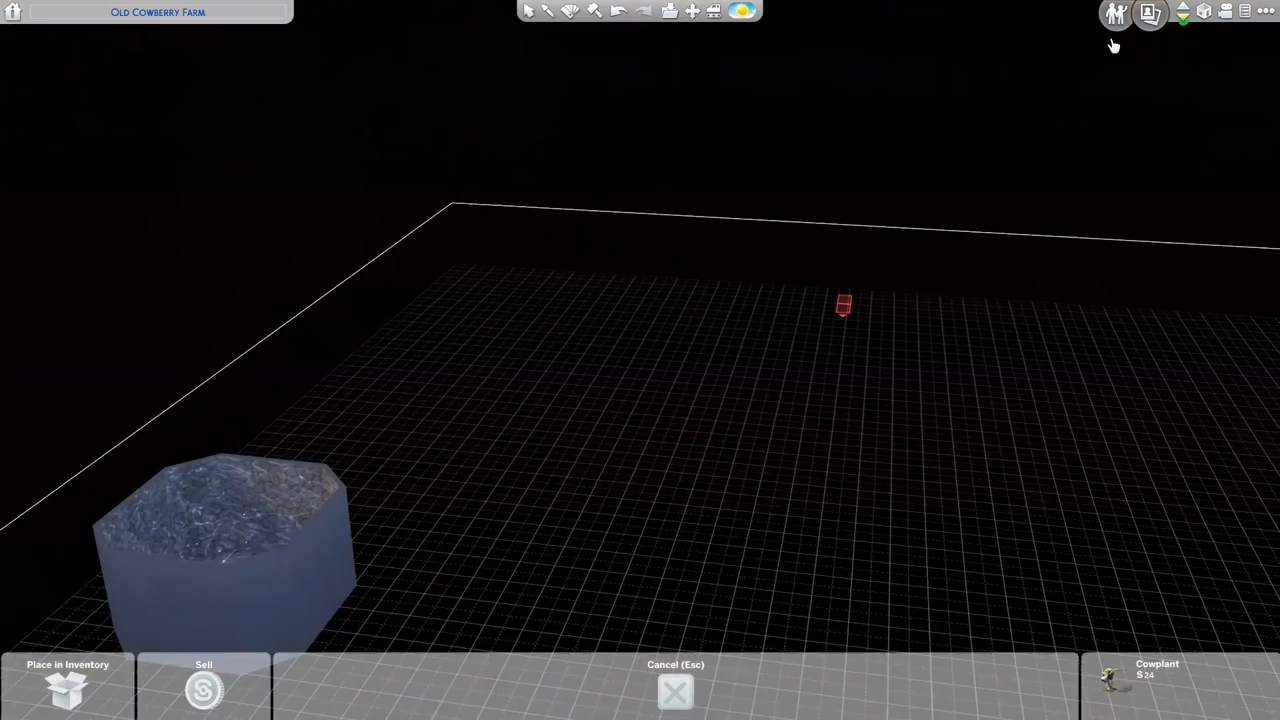 OLD COWBERRY FARM
Place in Inventory
Sell
Cancel (Esc)
Cowplant
§24